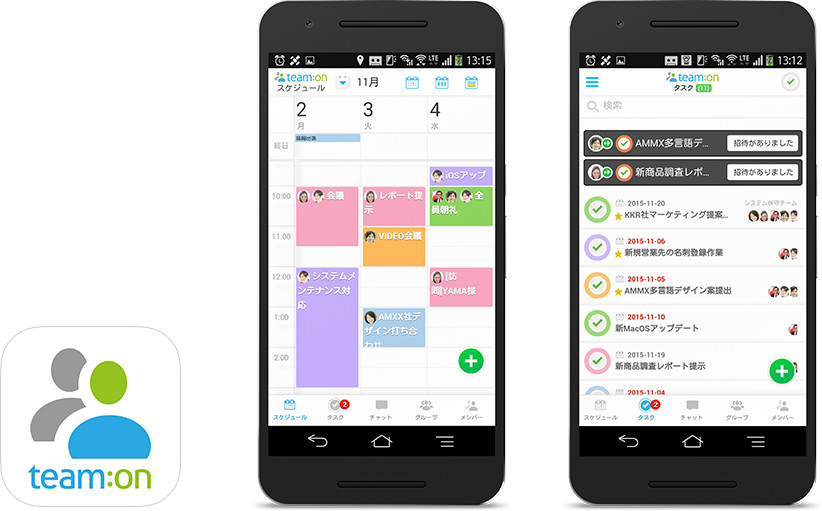 team:on
LTE 13:15
team:on
スケジュール
11月
2
3
4
月
火
水
終日
10:00
11:00
12:00
1:00
2:00
iOSアップ
会議
レポート提
示
全
員朝礼
VIDEO会議
システムメ
ンテナンス対
応
[訪
問]YAMA様
AMXX社デ
ザイン打ち合
わせ
スケジュール
タスク
2
チャット
グループ
メンバー
LTE 13:12
team:on
タスク (11)
検索
AMMX多言語デ...
招待がありました
新商品調査レポ...
招待がありました
2015-11-20
システム保守チーム
KKR社マーケティング提案...
2015-11-06
新規営業先の名刺登録作業
2015-11-05
AMMX多言語デザイン案提出
2015-11-10
新MacOSアップデート
2015-11-19
新商品調査レポート提示
2015-11-04
スケジュール
タスク
2
チャット
グループ
メンバー